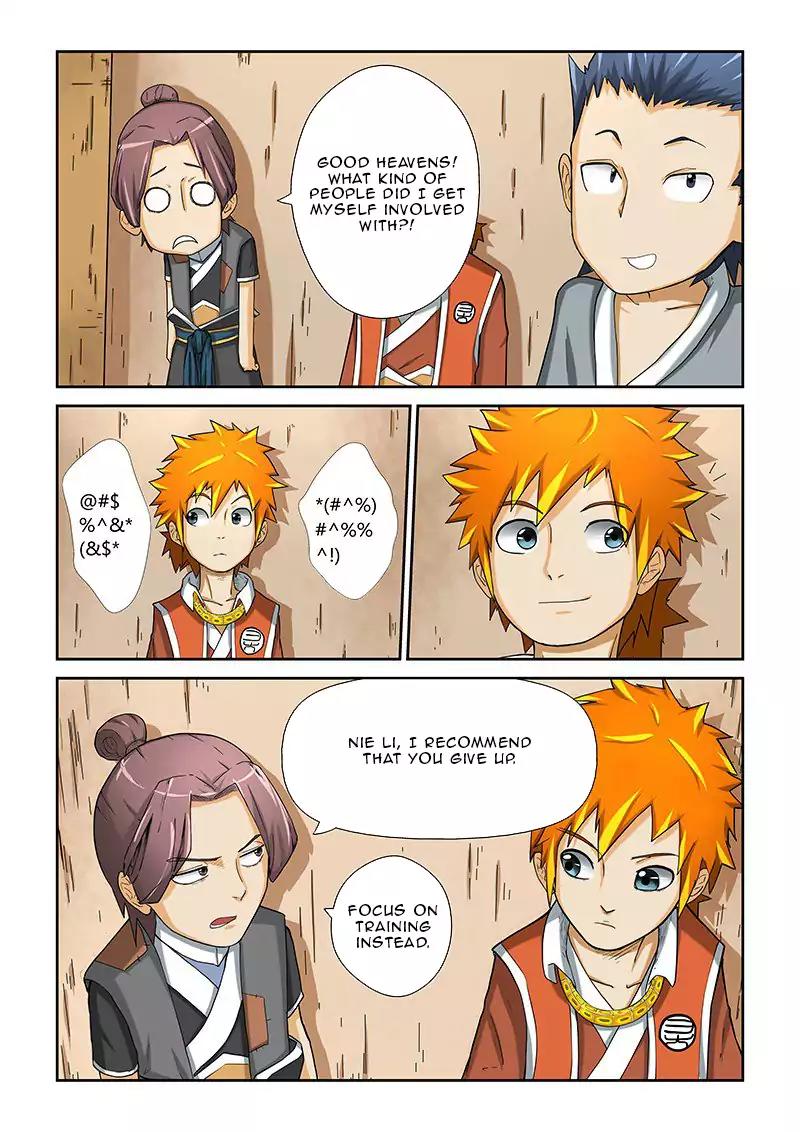 GOOD HEAVENS!
WHAT KIND OF
PEOPLE DID I GET
MYSELF INVOLVED
WITH?!
@#$
%^&*
(&$*
*(#^%)
#^%%
^!)
NIE LI, I RECOMMEND
THAT YOU GIVE UP.
FOCUS ON
TRAINING
INSTEAD.